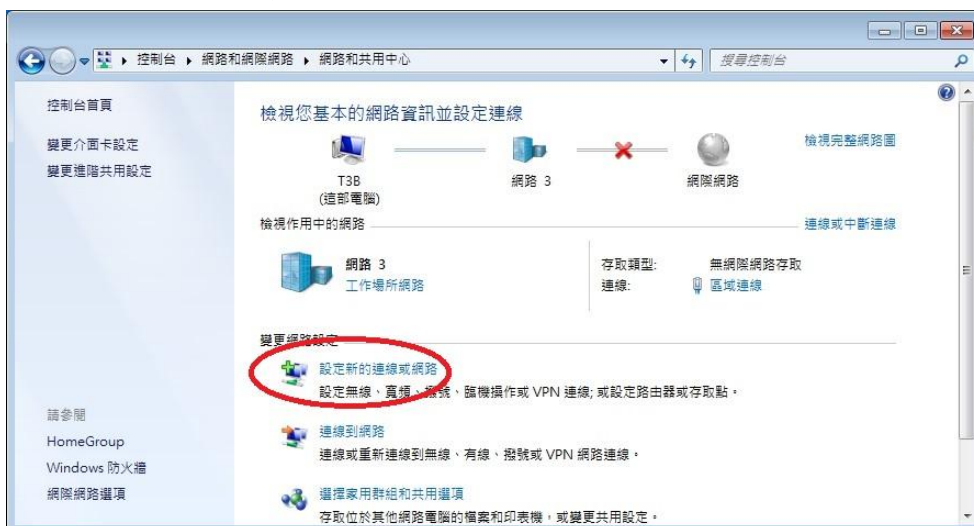 控制台 ▸ 網路和網際網路 ▸ 網路和共用中心
搜尋控制台
控制台首頁
變更介面卡設定
變更進階共用設定
檢視您基本的網路資訊並設定連線
檢視完整網路圖
T3B
(這部電腦)
網路 3
網際網路
檢視作用中的網路
連線或中斷連線
網路 3
工作場所網路
存取類型: 無網際網路存取
連線: 區域連線
變更網路設定
設定新的連線或網路
設定無線、寬頻、撥號、臨機操作或 VPN 連線; 或設定路由器或存取點。
連線到網路
連線或重新連線到無線、有線、撥號或 VPN 網路連線。
選擇家用群組和共用選項
存取位於其他網路電腦的檔案和印表機，或變更共用設定。
請參閱
HomeGroup
Windows 防火牆
網際網路選項